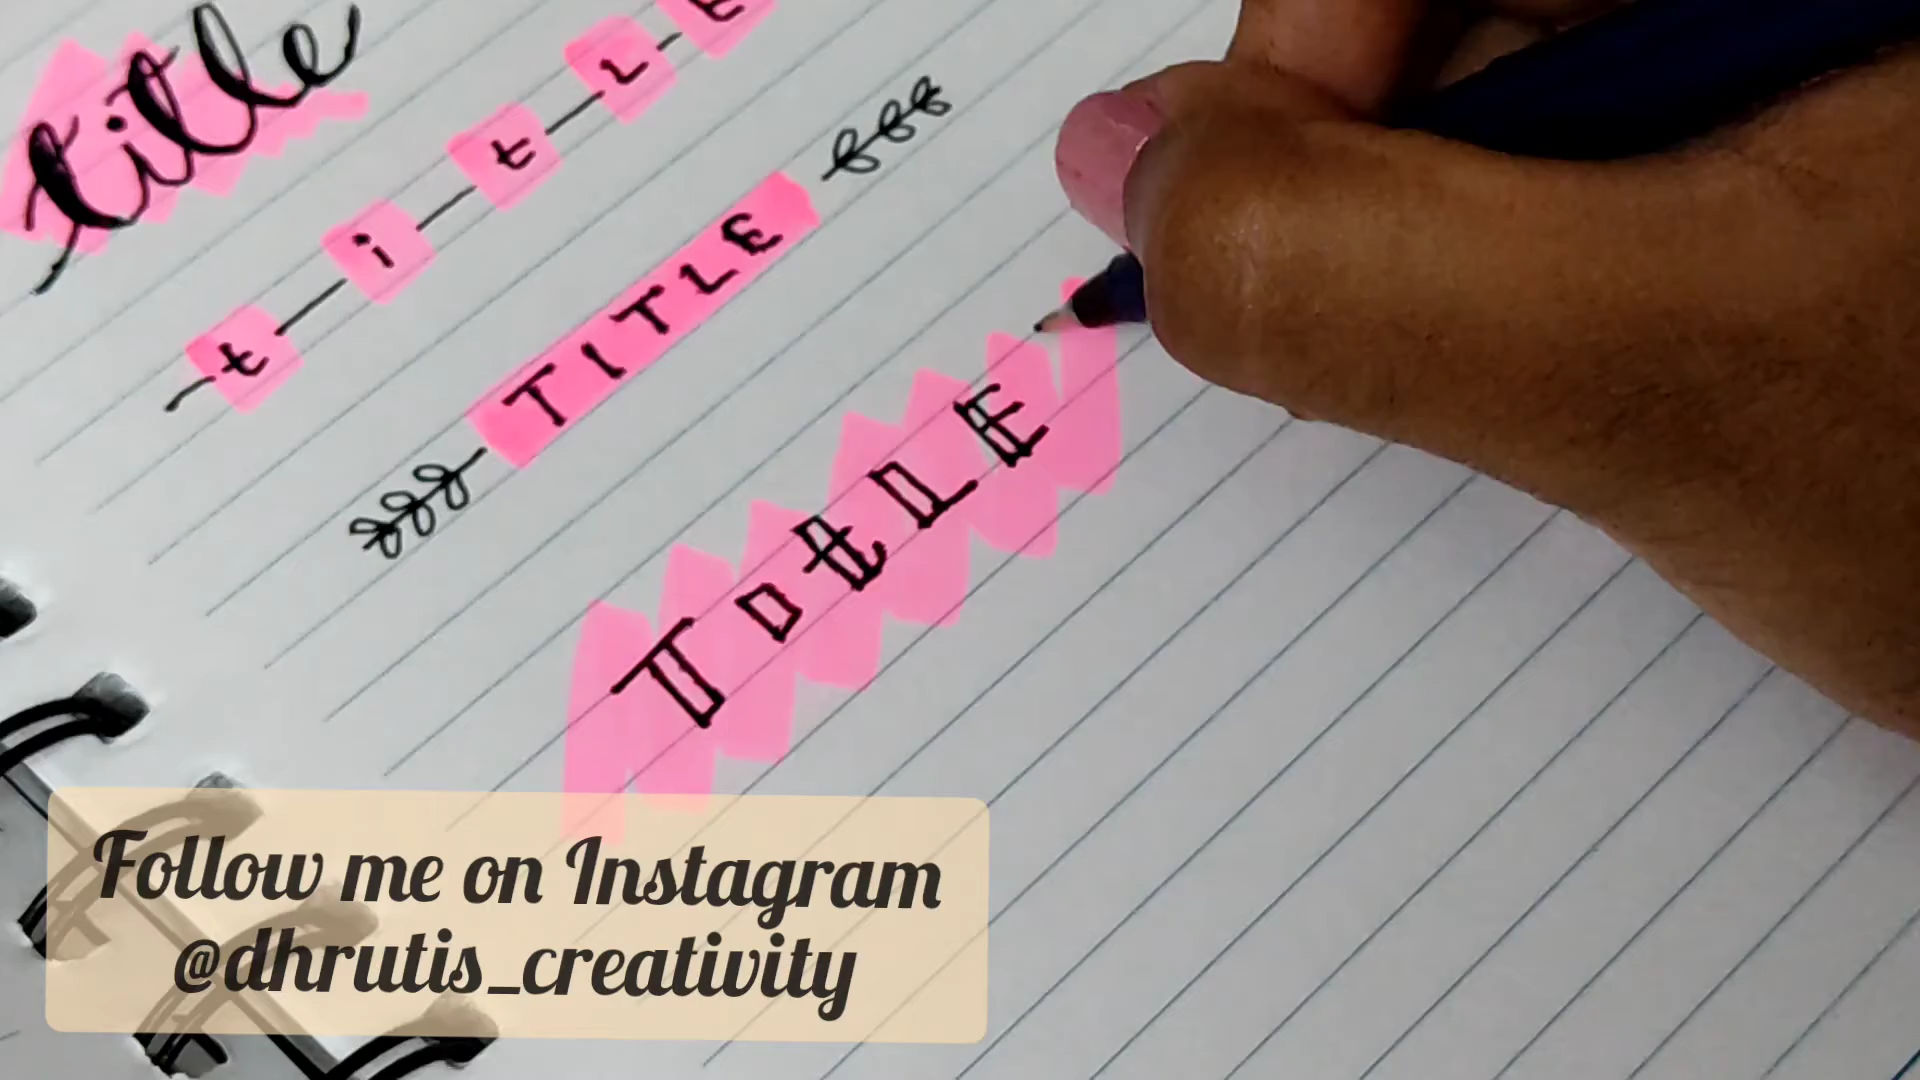 title
t-i-t-L-E
TITLE
TitLE
Follow me on Instagram
@dhrutis_creativity